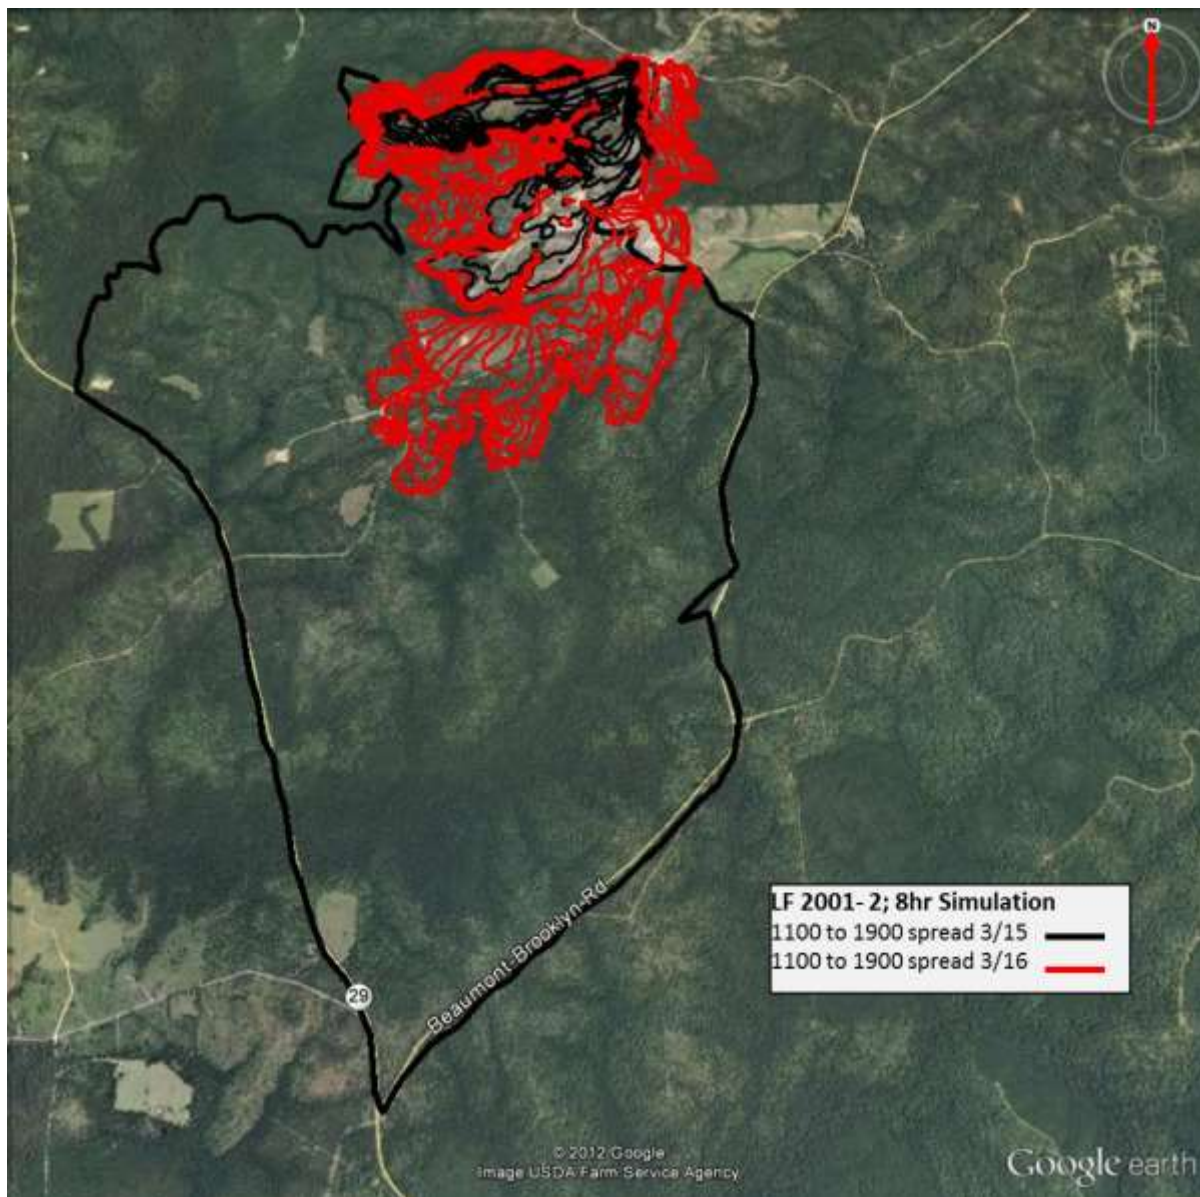 N
LF 2001- 2; 8hr Simulation
1100 to 1900 spread 3/15
1100 to 1900 spread 3/16
Beaumont-Brooklyn-Rd
29
© 2012 Google
Image USDA Farm Service Agency
Google earth